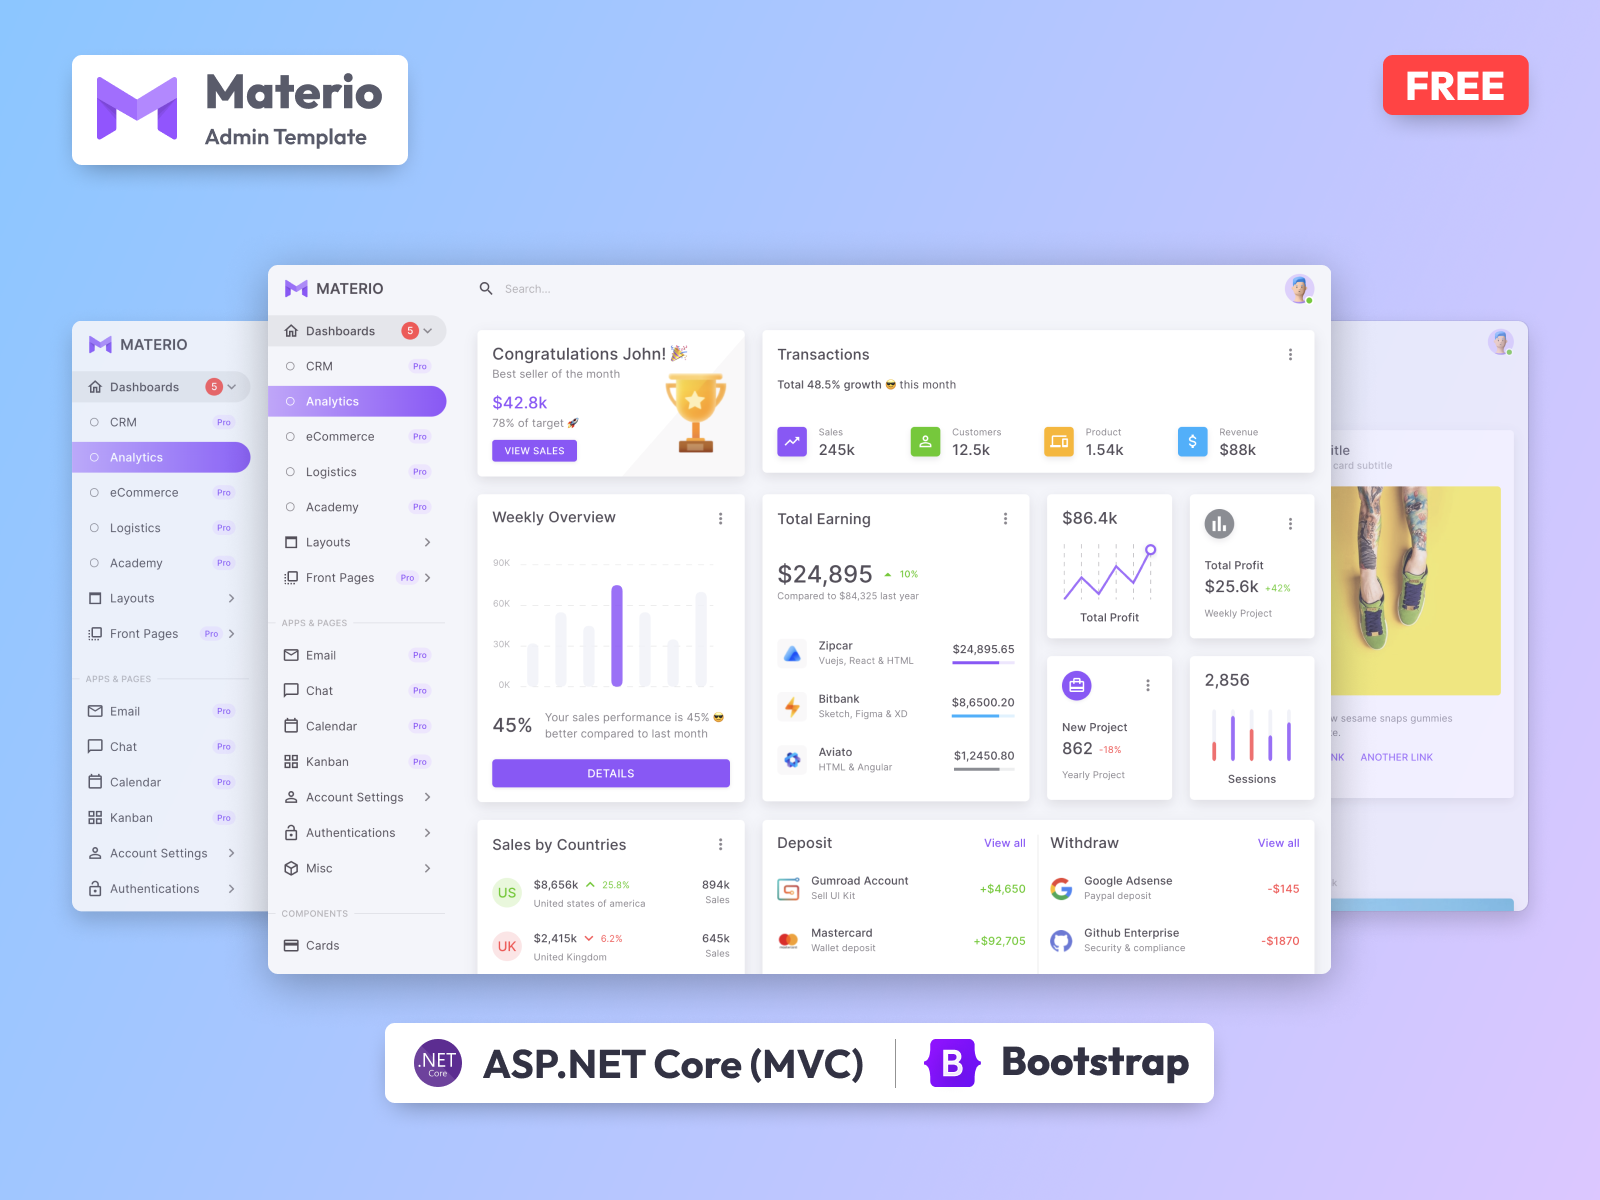 Materio
Admin Template
FREE
MATERIO
Dashboards 5
CRM Pro
Analytics
eCommerce Pro
Logistics Pro
Academy Pro
Layouts
Front Pages Pro
APPS & PAGES
Email Pro
Chat Pro
Calendar Pro
Kanban Pro
Account Settings
Authentications
MATERIO
Dashboards 5
CRM Pro
Analytics
eCommerce Pro
Logistics Pro
Academy Pro
Layouts
Front Pages Pro
APPS & PAGES
Email Pro
Chat Pro
Calendar Pro
Kanban Pro
Account Settings
Authentications
Misc
COMPONENTS
Cards
Search...
Congratulations John! 🎉
Best seller of the month
$42.8k
78% of target 🚀
VIEW SALES
Transactions
Total 48.5% growth 😎 this month
Sales
245k
Customers
12.5k
Product
1.54k
Revenue
$88k
Weekly Overview
90K
60K
30K
0K
45%
Your sales performance is 45% 😎
better compared to last month
DETAILS
Total Earning
$24,895 10%
Compared to $84,325 last year
Zipcar
Vuejs, React & HTML
$24,895.65
Bitbank
Sketch, Figma & XD
$8,6500.20
Aviato
HTML & Angular
$1,2450.80
$86.4k
Total Profit
Total Profit
$25.6k +42%
Weekly Project
New Project
862 -18%
Yearly Project
2,856
Sessions
Sales by Countries
US
$8,656k 25.8%
United states of america
894k
Sales
UK
$2,415k 6.2%
United Kingdom
645k
Sales
Deposit View all
Gumroad Account
Sell UI Kit
+$4,650
Mastercard
Wallet deposit
+$92,705
Withdraw View all
Google Adsense
Paypal deposit
-$145
Github Enterprise
Security & compliance
-$1870
itle
card subtitle
w sesame snaps gummies
te.
NK ANOTHER LINK
k
.NET
Core
ASP.NET Core (MVC)
B
Bootstrap